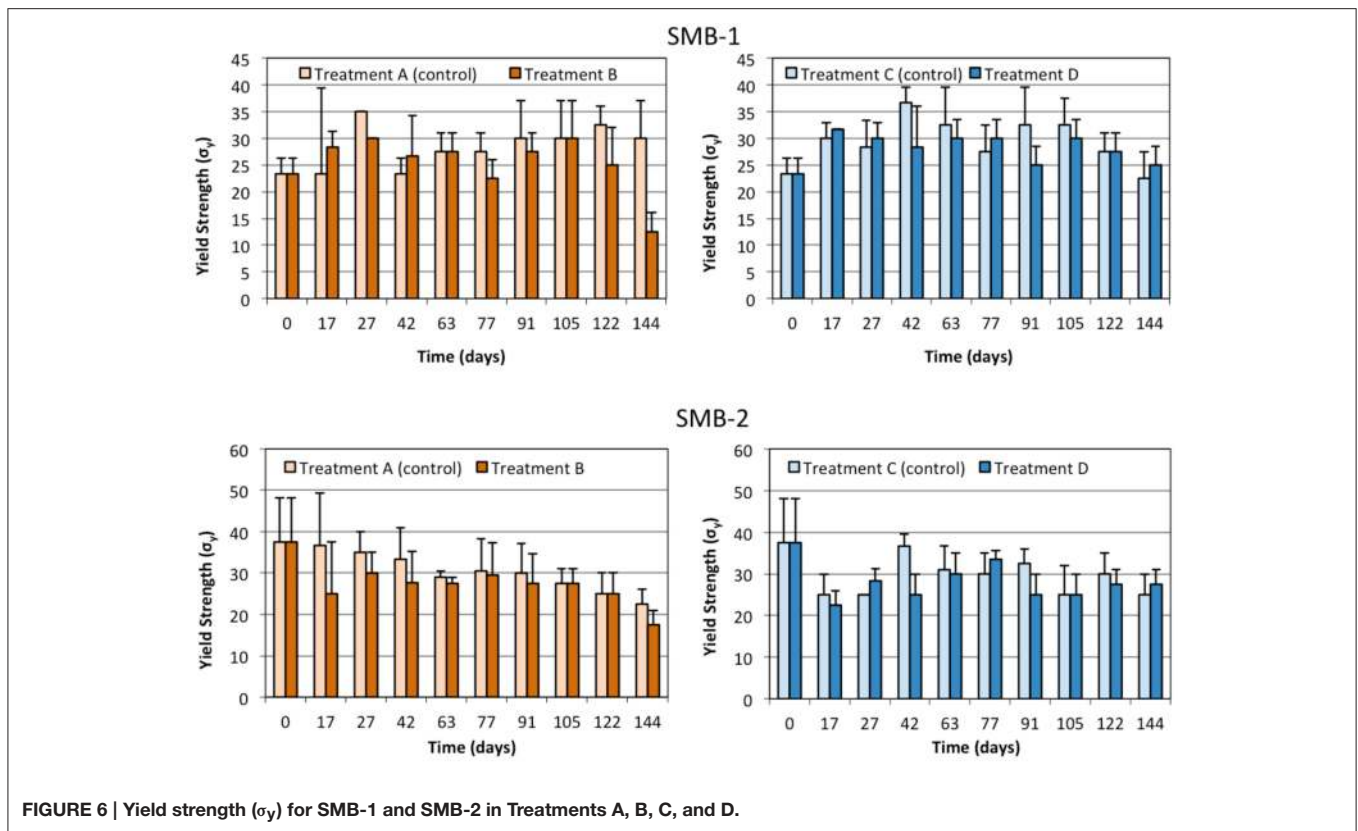 SMB-1
45
40
35
30
25
20
15
10
5
0
Yield Strength (σy)
Treatment A (control) Treatment B
0 17 27 42 63 77 91 105 122 144
Time (days)
45
40
35
30
25
20
15
10
5
0
Yield Strength (σy)
Treatment C (control) Treatment D
0 17 27 42 63 77 91 105 122 144
Time (days)
SMB-2
60
50
40
30
20
10
0
Yield Strength (σy)
Treatment A (control) Treatment B
0 17 27 42 63 77 91 105 122 144
Time (days)
60
50
40
30
20
10
0
Yield Strength (σy)
Treatment C (control) Treatment D
0 17 27 42 63 77 91 105 122 144
Time (days)
FIGURE 6 | Yield strength (σy) for SMB-1 and SMB-2 in Treatments A, B, C, and D.